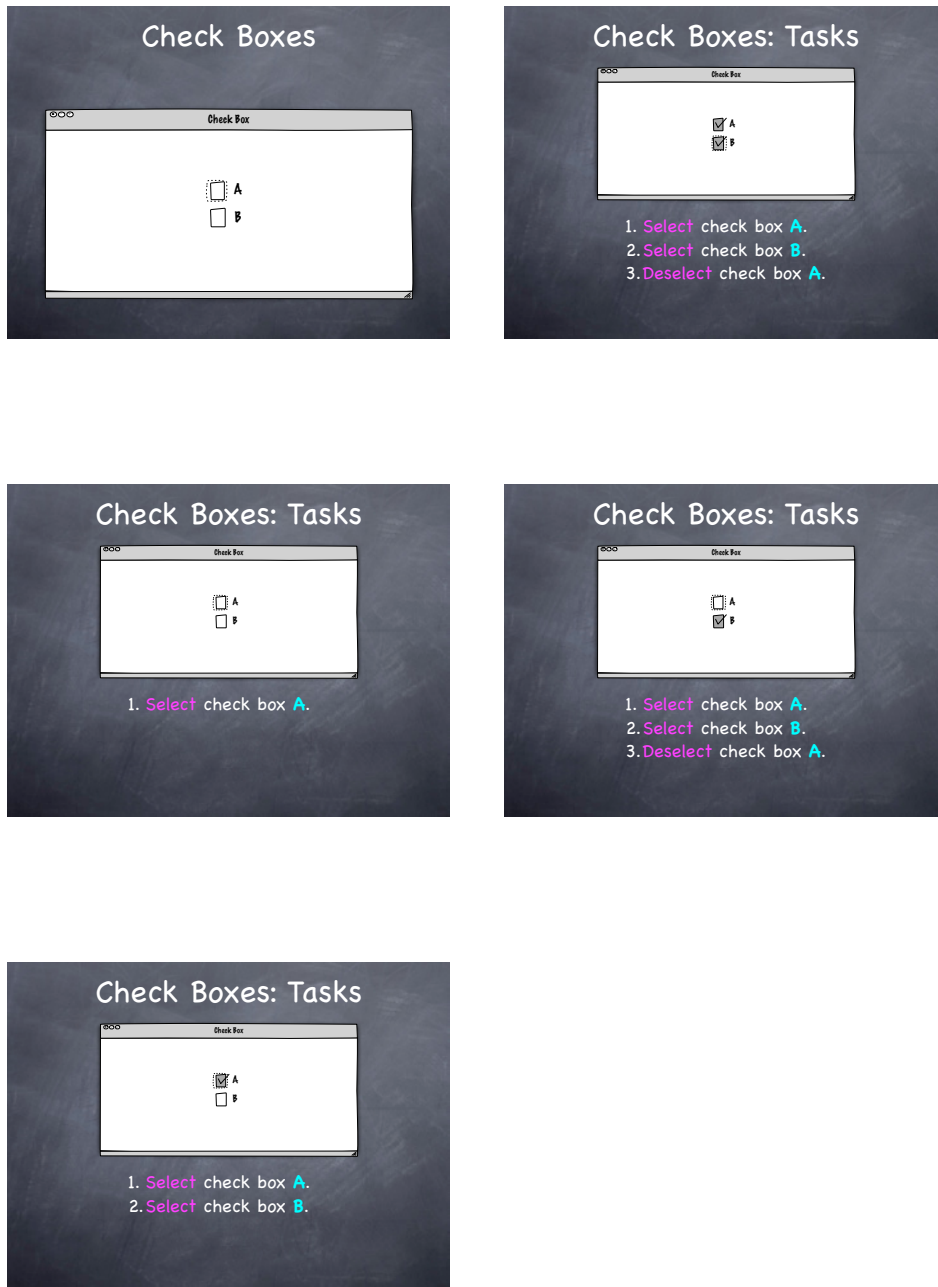 Check Boxes
Check Box
A
B
Check Boxes: Tasks
Check Box
A
B
1. Select check box A.
2. Select check box B.
3. Deselect check box A.
Check Boxes: Tasks
Check Box
A
B
1. Select check box A.
Check Boxes: Tasks
Check Box
A
B
1. Select check box A.
2. Select check box B.
3. Deselect check box A.
Check Boxes: Tasks
Check Box
A
B
1. Select check box A.
2. Select check box B.